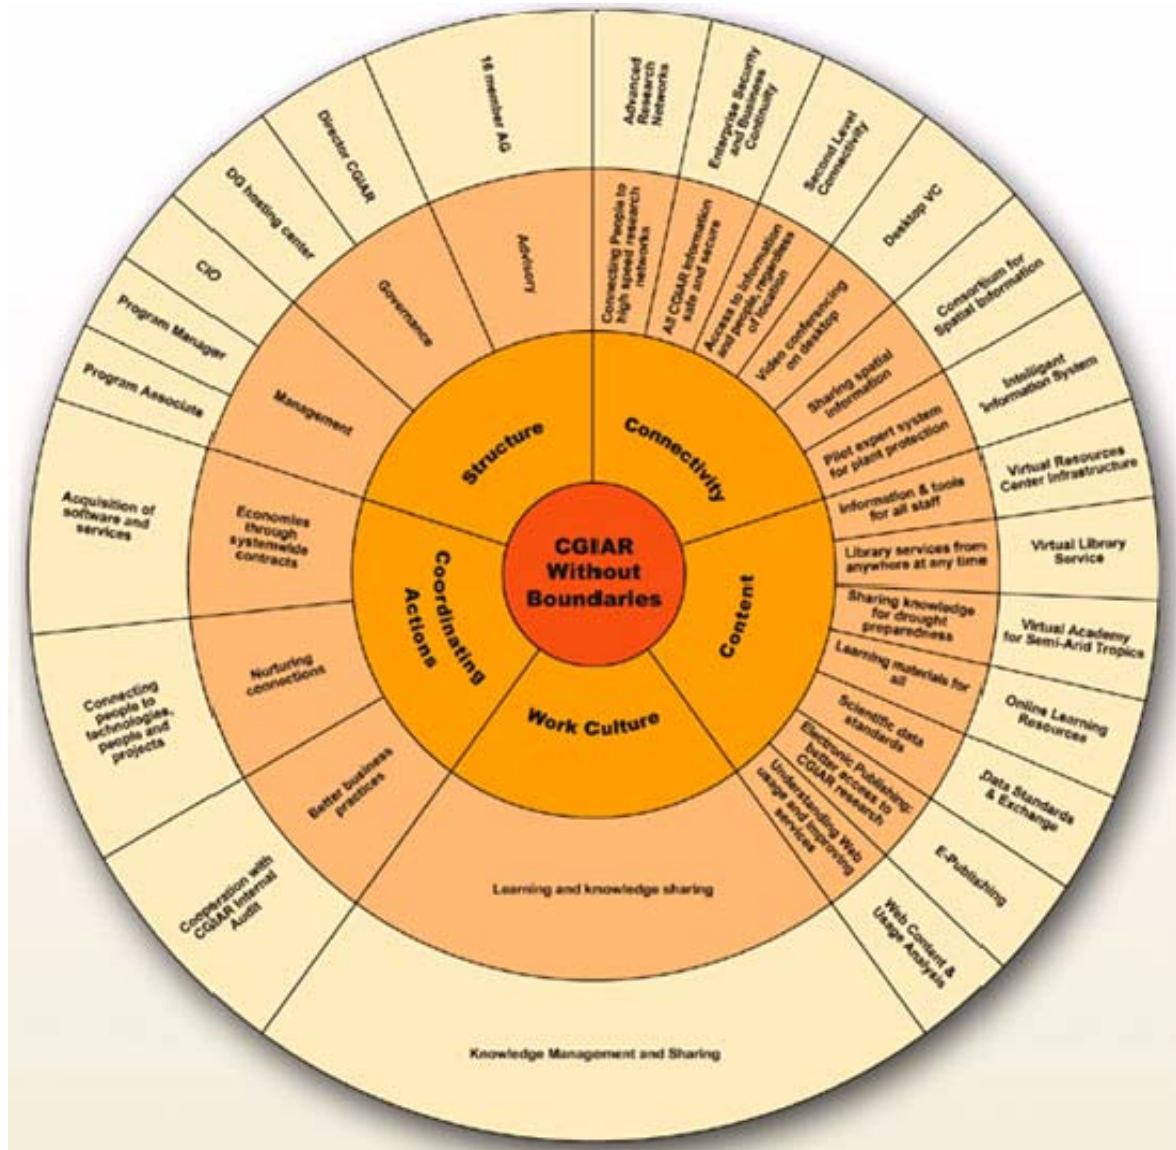 CGIAR
Without
Boundaries
Structure
Connectivity
Content
Work Culture
Coordinating
Actions
Advisory
Governance
Management
Economies
through
systemwide
contracts
Nurturing
connections
Better business
practices
Learning and knowledge sharing
Understanding Web
usage and improving
services
Electronic Publishing:
better access to
CGIAR research
Scientific data
standards
Learning materials for
all
Sharing knowledge
for drought
preparedness
Library services from
anywhere at any time
Information & tools
for all staff
Pilot expert system
for plant protection
Sharing spatial
information
Video conferencing
on desktop
Access to information
and people, regardless
of location
All CGIAR information
safe and secure
Connecting People to
high speed research
networks
16 member AG
Director CGIAR
DG hosting center
CIO
Program Manager
Program Associate
Acquisition of
software and
services
Connecting
people to
technologies,
people and
projects
Cooperation with
CGIAR Internal
Audit
Knowledge Management and Sharing
Web Content &
Usage Analysis
E-Publishing
Data Standards
& Exchange
Online Learning
Resources
Virtual Academy
for Semi-Arid Tropics
Virtual Library
Service
Virtual Resources
Center Infrastructure
Intelligent
Information System
Consortium for
Spatial Information
Desktop VC
Second Level
Connectivity
Enterprise Security
and Business
Continuity
Advanced
Research
Networks